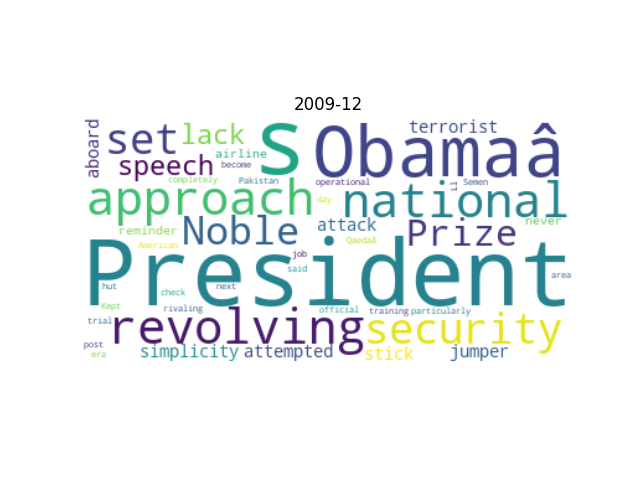 2009-12
aboard set lack s Obamaâ terrorist
speech airline become
completely Pakistan operational 11 Semen
approach day national
reminder Noble attack Prize never
American Qaedaâ
President job said area
hut check next
Kept rivaling official training particularly
trial revolving security
post era simplicity attempted stick jumper